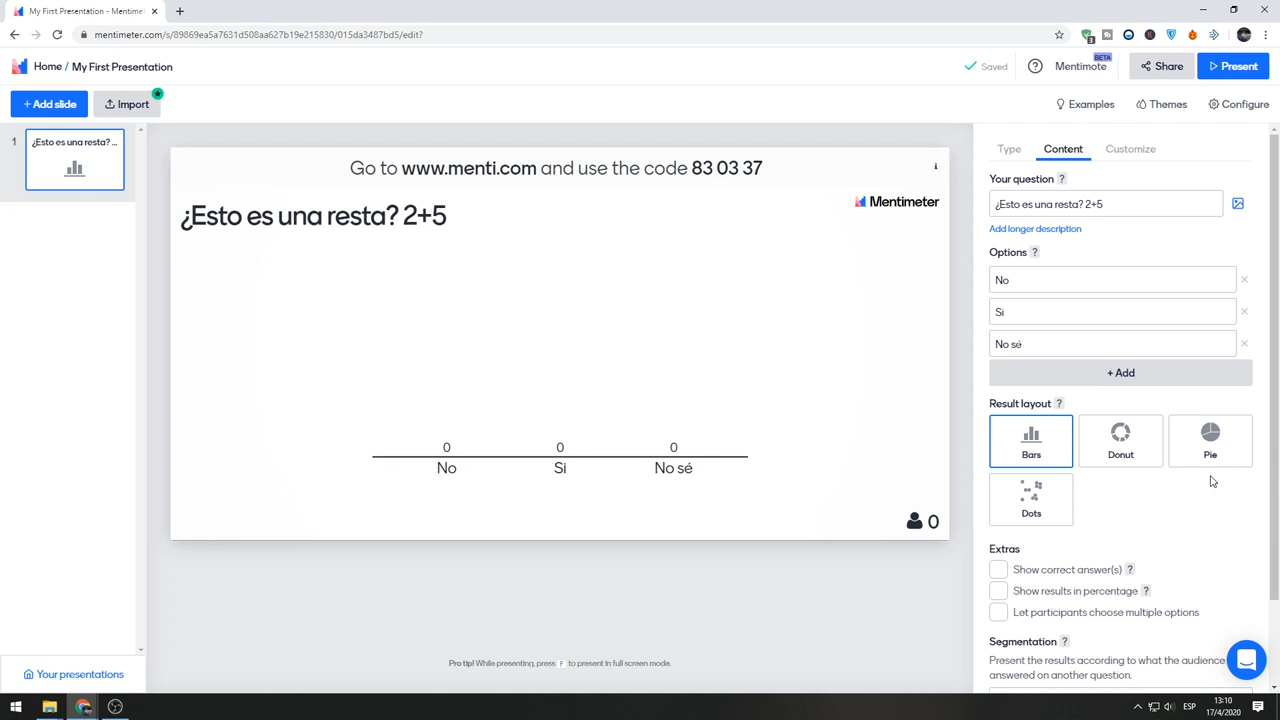 My First Presentation - Mentime
mentimeter.com/s/89869ea5a7631d508aa627b19e215830/015da3487bd5/edit?
Home / My First Presentation
Saved
?
Mentimote
BETA
Share
Present
+ Add slide
Import
Examples
Themes
Configure
1
¿Esto es una resta? ...
Go to www.menti.com and use the code 83 03 37
i
¿Esto es una resta? 2+5
Mentimeter
0
0
0
No
Si
No sé
0
Pro tip! While presenting, press F to present in full screen mode.
Your presentations
Type
Content
Customize
Your question ?
¿Esto es una resta? 2+5
Add longer description
Options ?
No
Si
No sé
+ Add
Result layout ?
Bars
Donut
Pie
Dots
Extras
Show correct answer(s) ?
Show results in percentage ?
Let participants choose multiple options
Segmentation ?
Present the results according to what the audience
answered on another question.
ESP
13:10
17/4/2020